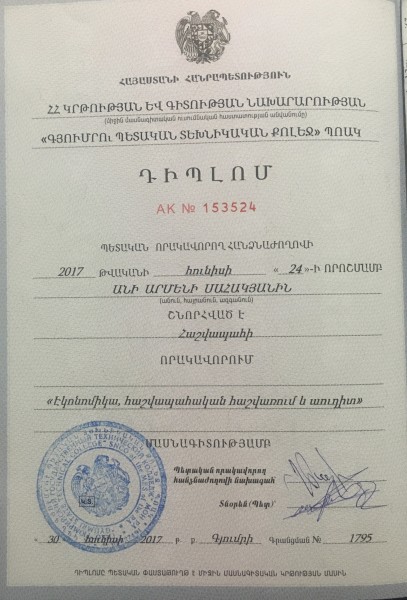 ՀԱՅԱՍՏԱՆԻ ՀԱՆՐԱՊԵՏՈՒԹՅՈՒՆ
ՀՀ ԿՐԹՈՒԹՅԱՆ ԵՎ ԳԻՏՈՒԹՅԱՆ ՆԱԽԱՐԱՐՈՒԹՅԱՆ
(միջին մասնագիտական ուսումնական հաստատության անվանումը)
«ԳՅՈՒՄՐՈՒ ՊԵՏԱԿԱՆ ՏԵԽՆԻԿԱԿԱՆ ՔՈԼԵՋ» ՊՈԱԿ
ԴԻՊԼՈՄ
AK № 153524
ՊԵՏԱԿԱՆ ՈՐԱԿԱՎՈՐՈՂ ՀԱՆՁՆԱԺՈՂՈՎԻ
2017 ԹՎԱԿԱՆԻ հունիսի «24»-Ի ՈՐՈՇՄԱՄԲ
ԱՆԻ ԱՐՄԵՆԻ ՍԱՀԱԿՅԱՆԻՆ
(անուն, հայրանուն, ազգանուն)
ՇՆՈՐՀՎԱԾ Է
Հաշվապահի
ՈՐԱԿԱՎՈՐՈՒՄ
«Էկոնոմիկա, հաշվապահական հաշվառում և աուդիտ»
ՄԱՍՆԱԳԻՏՈՒԹՅԱՄԲ
Պետական որակավորող
հանձնաժողովի նախագահ
Տնօրեն (Պետ)
Կ.Տ.
«30 հունիսի 2017 թ. ք. Գյումրի Գրանցման № 1795
ԴԻՊԼՈՄԸ ՊԵՏԱԿԱՆ ՓԱՍՏԱԹՈՒՂԹ Է ՄԻՋԻՆ ՄԱՍՆԱԳԻՏԱԿԱՆ ԿՐԹՈՒԹՅԱՆ ՄԱՍԻՆ